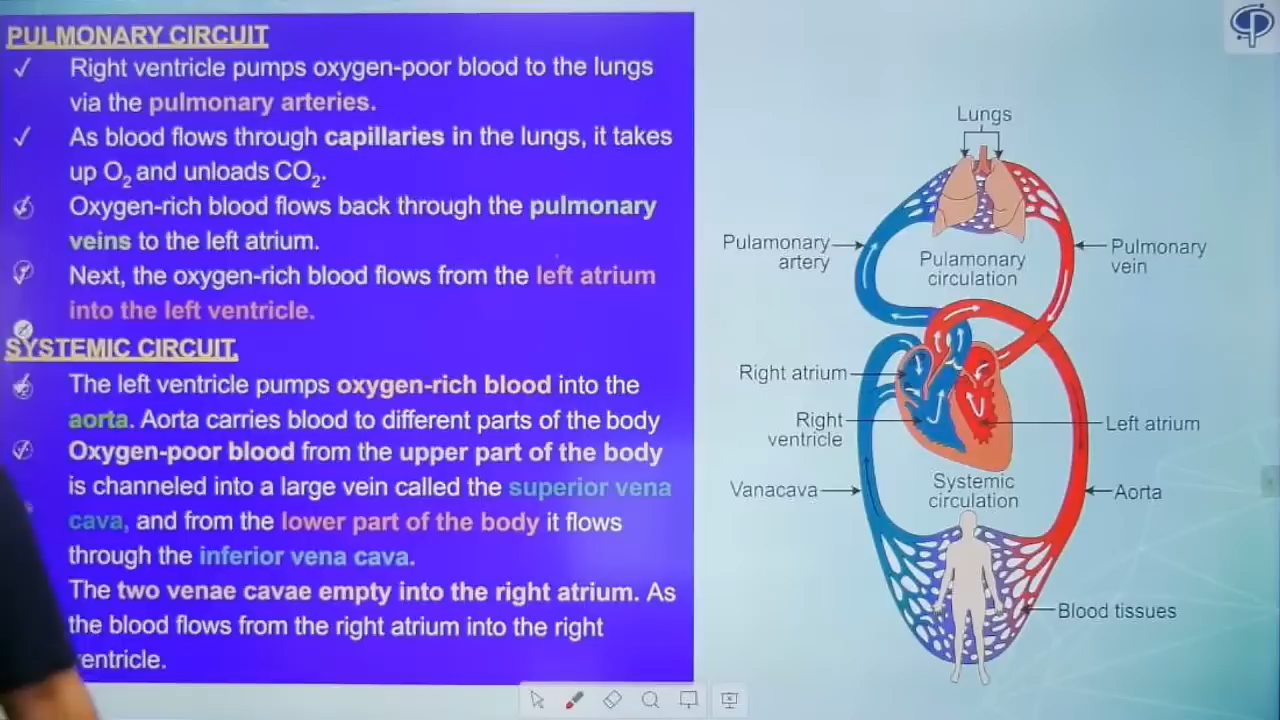 PULMONARY CIRCUIT
✓ Right ventricle pumps oxygen-poor blood to the lungs
via the pulmonary arteries.
✓ As blood flows through capillaries in the lungs, it takes
up O₂ and unloads CO₂.
Oxygen-rich blood flows back through the pulmonary
veins to the left atrium.
Next, the oxygen-rich blood flows from the left atrium
into the left ventricle.
SYSTEMIC CIRCUIT.
The left ventricle pumps oxygen-rich blood into the
aorta. Aorta carries blood to different parts of the body
Oxygen-poor blood from the upper part of the body
is channeled into a large vein called the superior vena
cava, and from the lower part of the body it flows
through the inferior vena cava.
The two venae cavae empty into the right atrium. As
the blood flows from the right atrium into the right
entricle.
Lungs
Pulamonary
artery
Pulamonary
circulation
Pulmonary
vein
Right atrium
Right
ventricle
Left atrium
Vanacava
Systemic
circulation
Aorta
Blood tissues